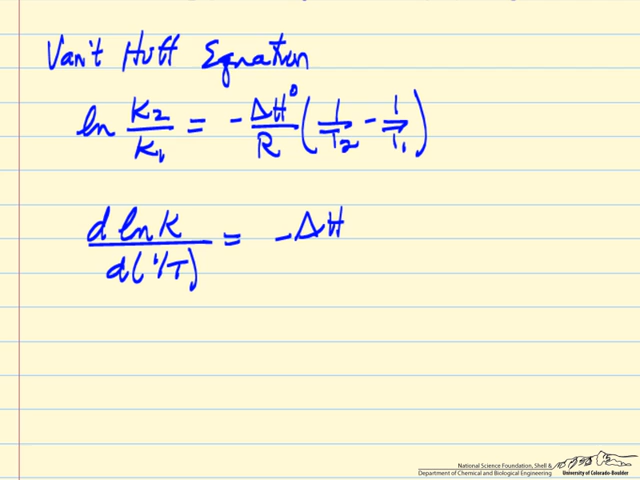 Van't Hoff Equation
ln K2/K1 = -ΔH°/R (1/T2 - 1/T1)
d ln K / d(1/T) = -ΔH
National Science Foundation, Shell &
Department of Chemical and Biological Engineering
University of Colorado-Boulder